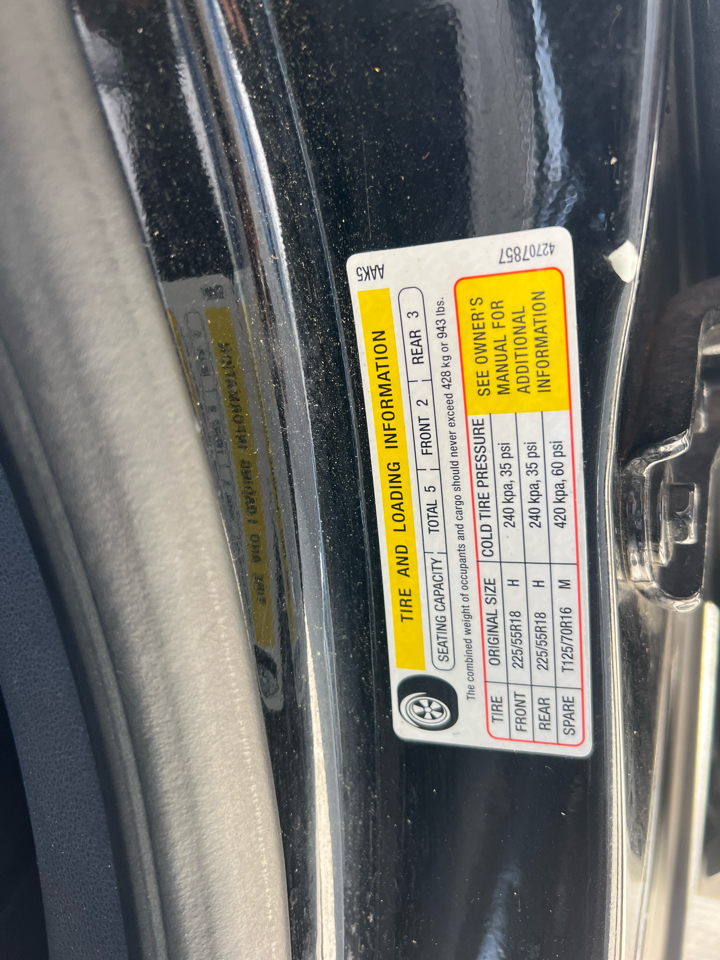 AAK5
42707857
TIRE AND LOADING INFORMATION
SEATING CAPACITY TOTAL 5 FRONT 2 REAR 3
The combined weight of occupants and cargo should never exceed 428 kg or 943 lbs.
TIRE ORIGINAL SIZE COLD TIRE PRESSURE
FRONT 225/55R18 H 240 kpa, 35 psi
REAR 225/55R18 H 240 kpa, 35 psi
SPARE T125/70R16 M 420 kpa, 60 psi
SEE OWNER'S
MANUAL FOR
ADDITIONAL
INFORMATION